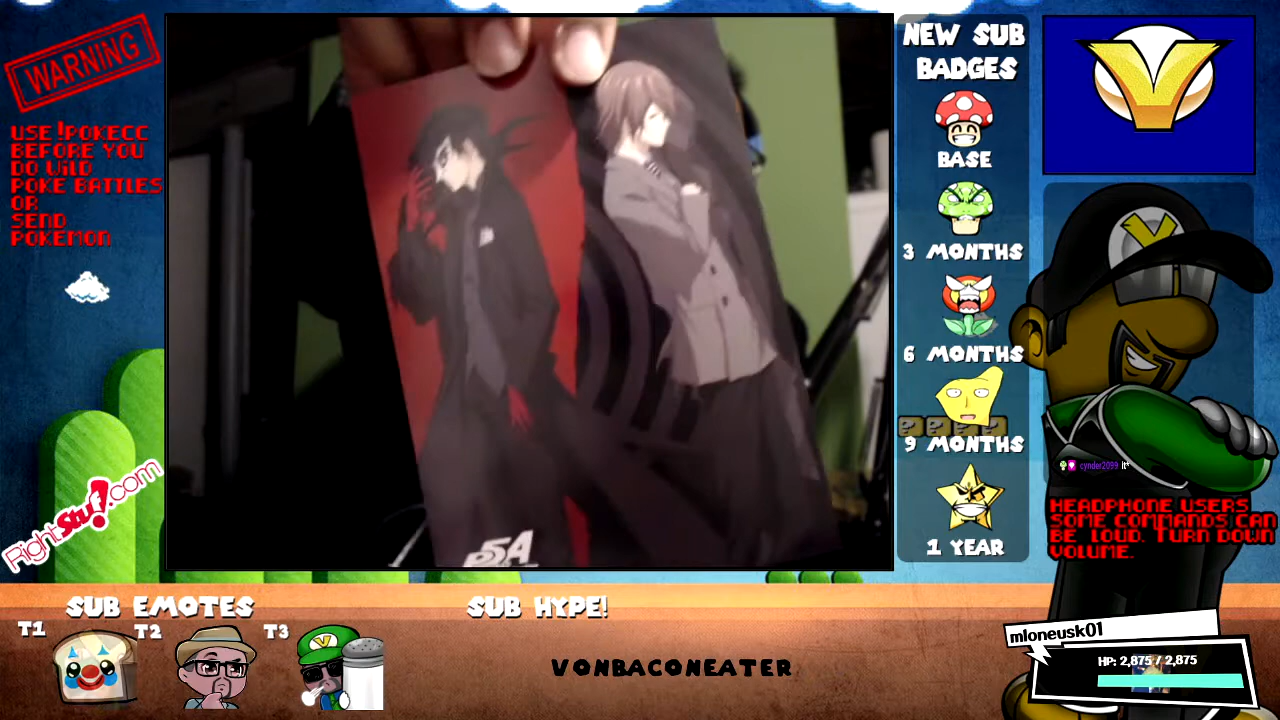 WARNING
USE !POKECC
BEFORE YOU
DO WILD
POKE BATTLES
OR
SEND
POKEMON
RightStuf!.com
P5A
NEW SUB
BADGES
BASE
3 MONTHS
6 MONTHS
9 MONTHS
1 YEAR
V
V
cynder2099 it*
HEADPHONE USERS
SOME COMMANDS CAN
BE LOUD. TURN DOWN
VOLUME.
SUB EMOTES
SUB HYPE!
T1
T2
T3
VONBACONEATER
mloneusk01
HP: 2,875 / 2,875